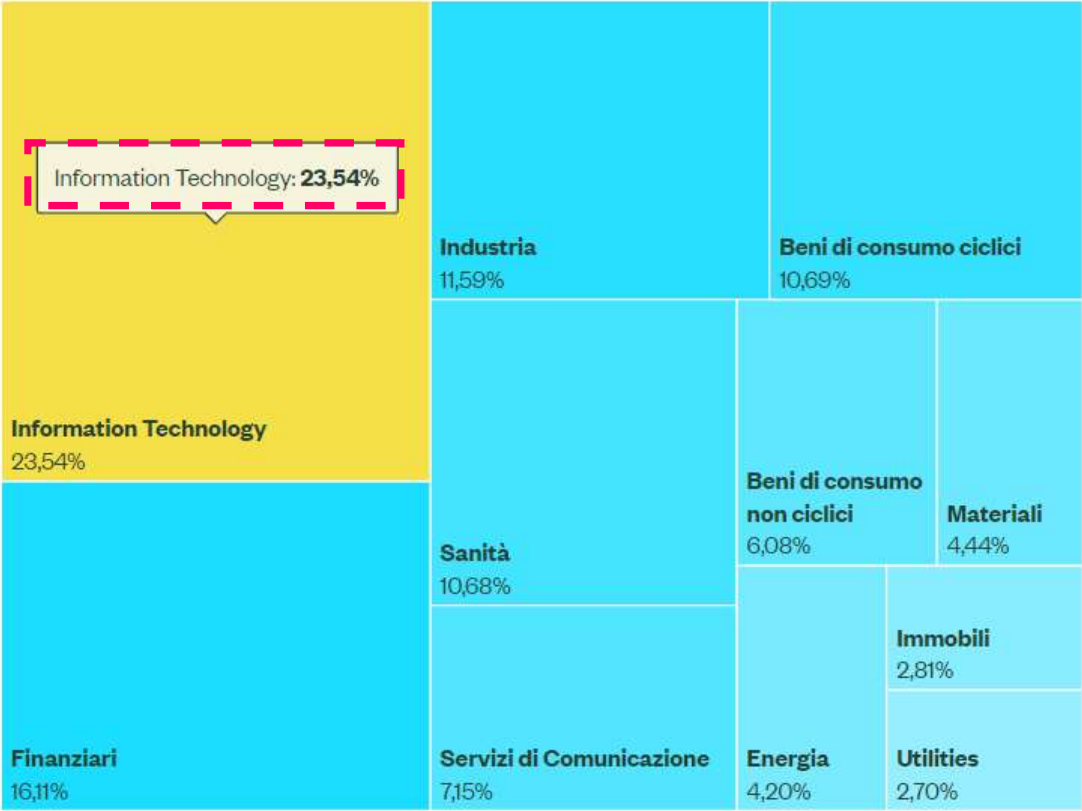 Information Technology: 23,54%
Information Technology
23,54%
Industria
11,59%
Beni di consumo ciclici
10,69%
Sanità
10,68%
Beni di consumo
non ciclici
6,08%
Materiali
4,44%
Finanziari
16,11%
Servizi di Comunicazione
7,15%
Energia
4,20%
Immobili
2,81%
Utilities
2,70%